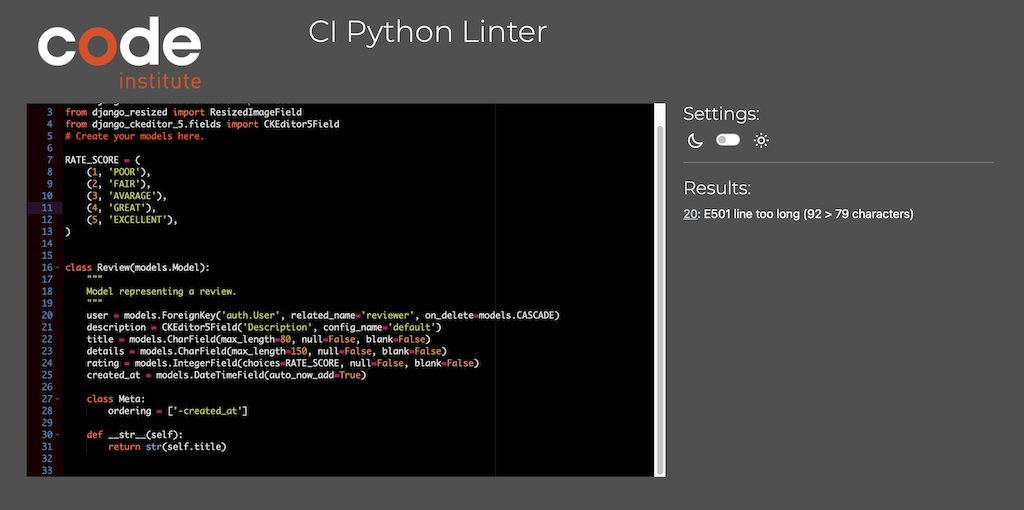 code
institute
CI Python Linter
3 from django_resized import ResizedImageField
4 from django_ckeditor_5.fields import CKEditor5Field
5 # Create your models here.
6
7 RATE_SCORE = (
8     (1, 'POOR'),
9     (2, 'FAIR'),
10     (3, 'AVARAGE'),
11     (4, 'GREAT'),
12     (5, 'EXCELLENT'),
13 )
14
15
16 class Review(models.Model):
17     """
18     Model representing a review.
19     """
20     user = models.ForeignKey('auth.User', related_name='reviewer', on_delete=models.CASCADE)
21     description = CKEditor5Field('Description', config_name='default')
22     title = models.CharField(max_length=80, null=False, blank=False)
23     details = models.CharField(max_length=150, null=False, blank=False)
24     rating = models.IntegerField(choices=RATE_SCORE, null=False, blank=False)
25     created_at = models.DateTimeField(auto_now_add=True)
26
27     class Meta:
28         ordering = ['-created_at']
29
30     def __str__(self):
31         return str(self.title)
32
33
Settings:
Results:
20: E501 line too long (92 > 79 characters)